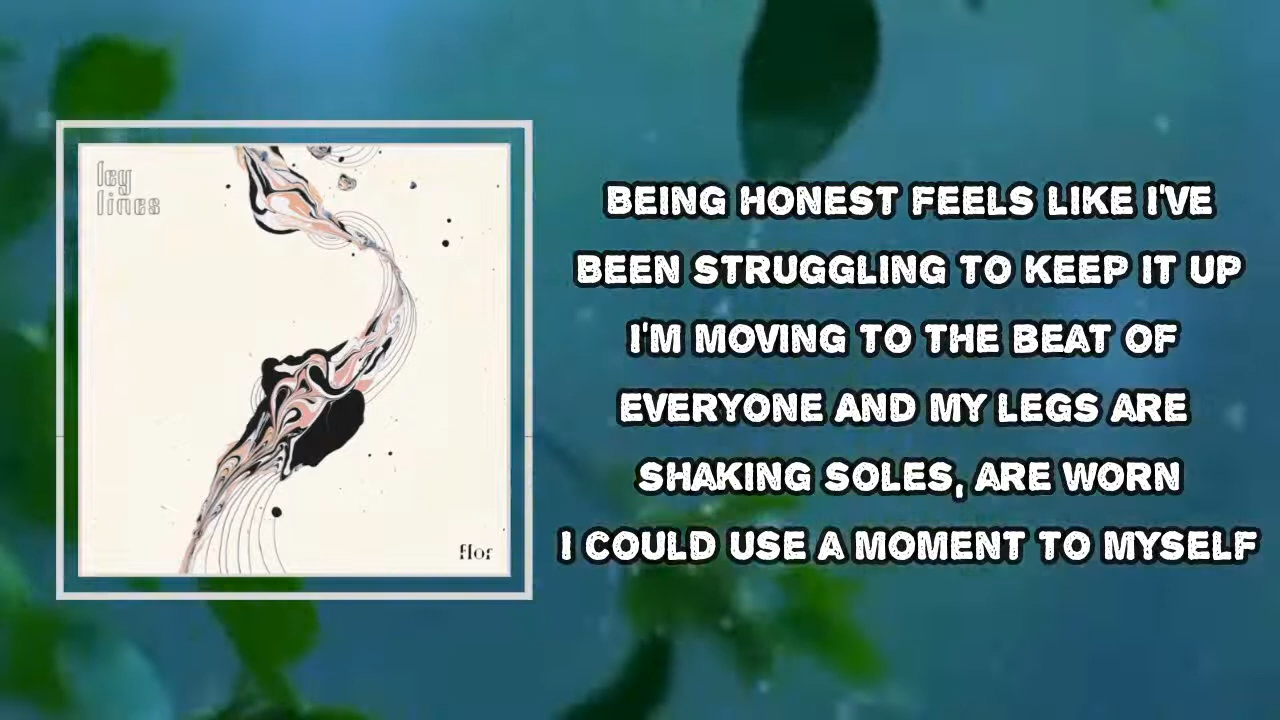 ley
lines
flor
BEING HONEST FEELS LIKE I'VE
BEEN STRUGGLING TO KEEP IT UP
I'M MOVING TO THE BEAT OF
EVERYONE AND MY LEGS ARE
SHAKING SOLES, ARE WORN
I COULD USE A MOMENT TO MYSELF